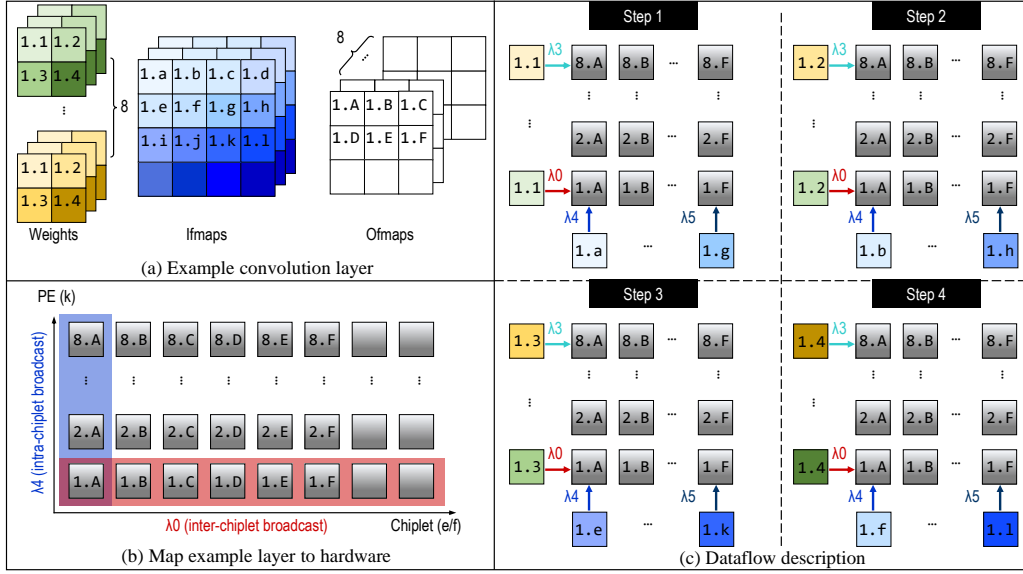 1.1 1.2
1.3 1.4
⋮
8
1.1 1.2
1.3 1.4
Weights
1.a 1.b 1.c 1.d
1.e 1.f 1.g 1.h
1.i 1.j 1.k 1.l
Ifmaps
8
...
1.A 1.B 1.C
1.D 1.E 1.F
Ofmaps
(a) Example convolution layer
PE (k)
λ4 (intra-chiplet broadcast)
8.A 8.B 8.C 8.D 8.E 8.F
⋮ ⋮ ⋮ ⋮ ⋮ ⋮ ⋮ ⋮
2.A 2.B 2.C 2.D 2.E 2.F
1.A 1.B 1.C 1.D 1.E 1.F
λ0 (inter-chiplet broadcast)
Chiplet (e/f)
(b) Map example layer to hardware
Step 1
1.1 λ3 8.A 8.B ... 8.F
⋮ ⋮
2.A 2.B ... 2.F
1.1 λ0 1.A 1.B ... 1.F
λ4 λ5
1.a ... 1.g
Step 2
1.2 λ3 8.A 8.B ... 8.F
⋮ ⋮
2.A 2.B ... 2.F
1.2 λ0 1.A 1.B ... 1.F
λ4 λ5
1.b ... 1.h
Step 3
1.3 λ3 8.A 8.B ... 8.F
⋮ ⋮
2.A 2.B ... 2.F
1.3 λ0 1.A 1.B ... 1.F
λ4 λ5
1.e ... 1.k
Step 4
1.4 λ3 8.A 8.B ... 8.F
⋮ ⋮
2.A 2.B ... 2.F
1.4 λ0 1.A 1.B ... 1.F
λ4 λ5
1.f ... 1.l
(c) Dataflow description